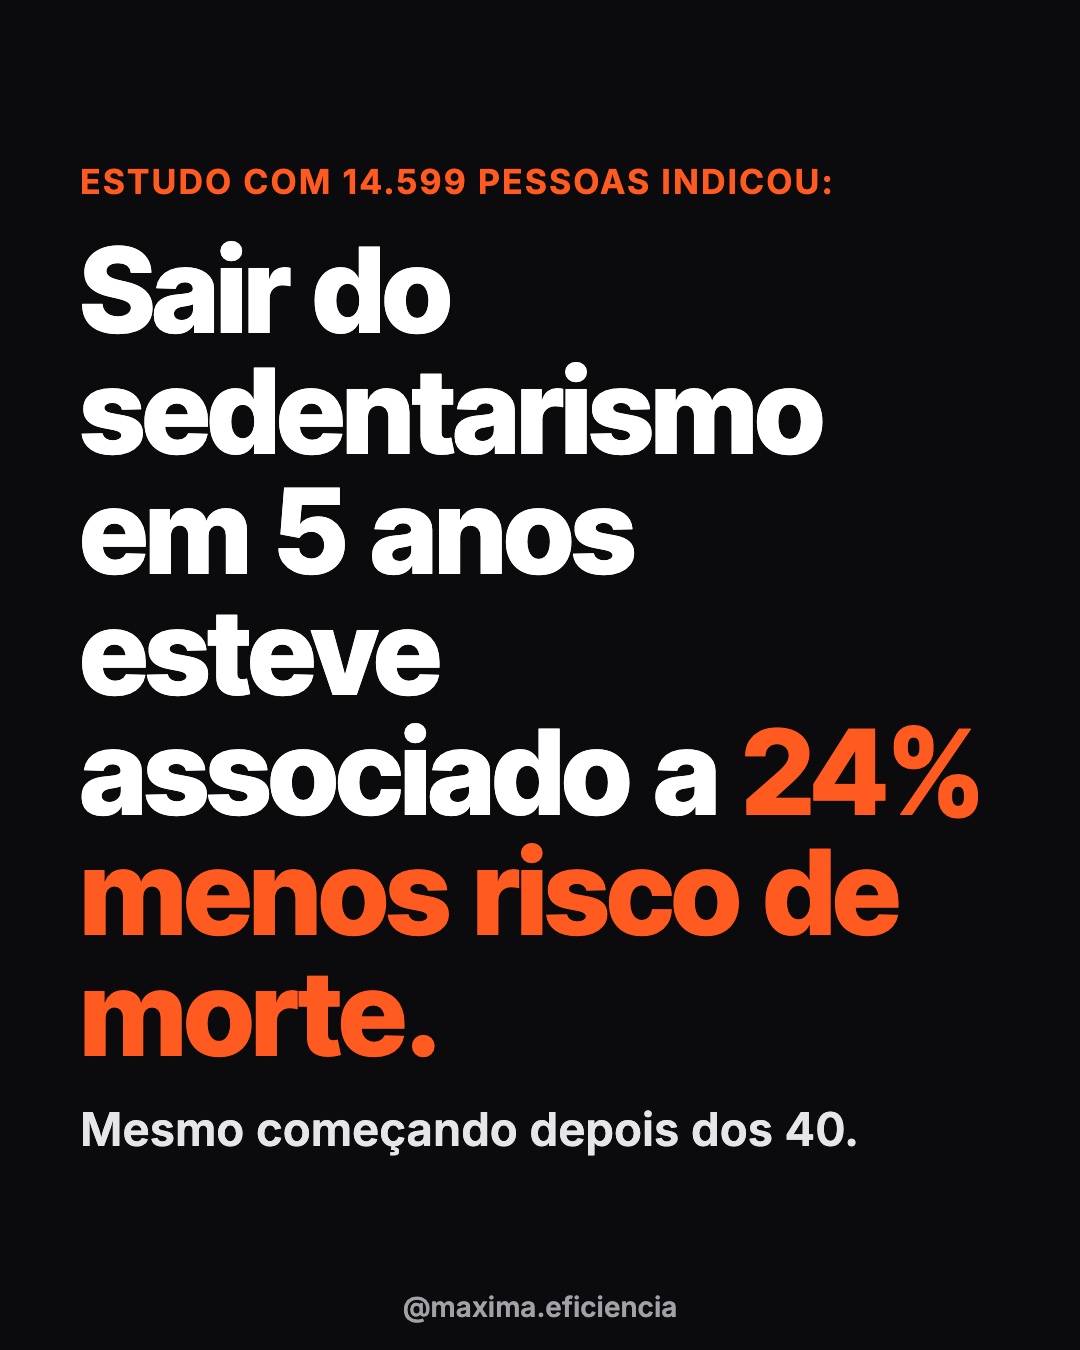 ESTUDO COM 14.599 PESSOAS INDICOU:
Sair do
sedentarismo
em 5 anos
esteve
associado a 24%
menos risco de
morte.
Mesmo começando depois dos 40.
@maxima.eficiencia